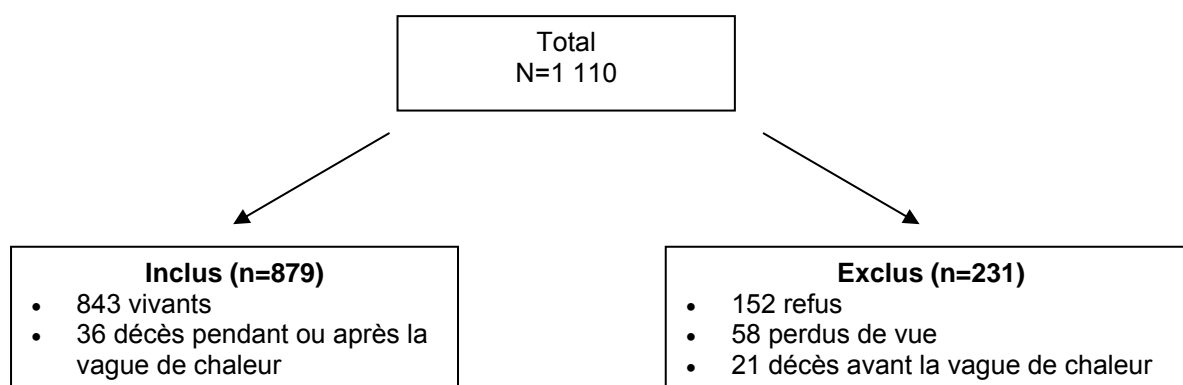 Total
N=1 110
Inclus (n=879)
• 843 vivants
• 36 décès pendant ou après la
vague de chaleur
Exclus (n=231)
• 152 refus
• 58 perdus de vue
• 21 décès avant la vague de chaleur